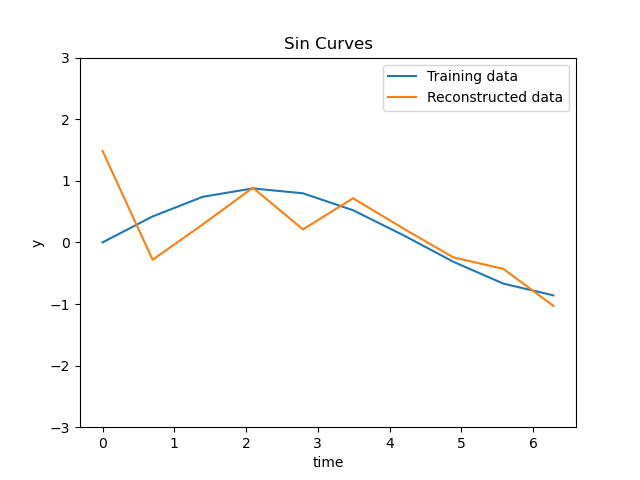 Sin Curves
Training data
Reconstructed data
3
2
1
0
−1
−2
−3
y
0 1 2 3 4 5 6
time